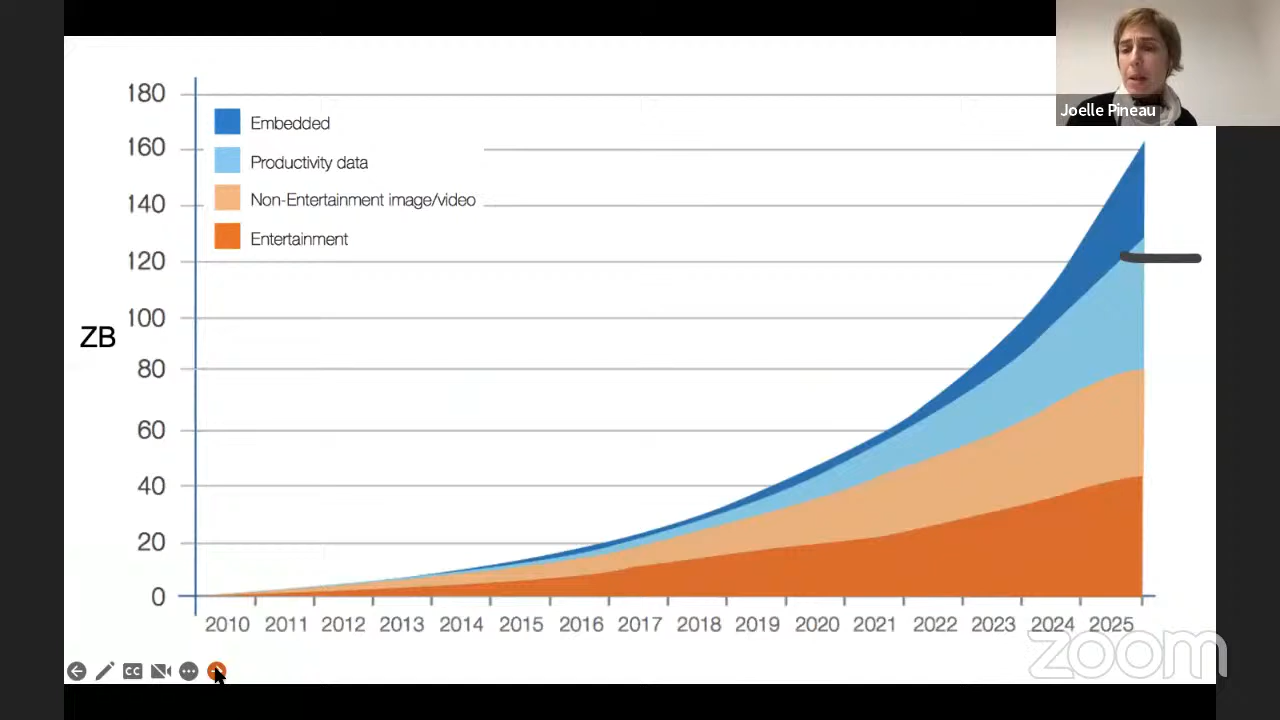 Joelle Pineau
180
160
140
120
100
80
60
40
20
0
ZB
Embedded
Productivity data
Non-Entertainment image/video
Entertainment
2010 2011 2012 2013 2014 2015 2016 2017 2018 2019 2020 2021 2022 2023 2024 2025
CC
zoom